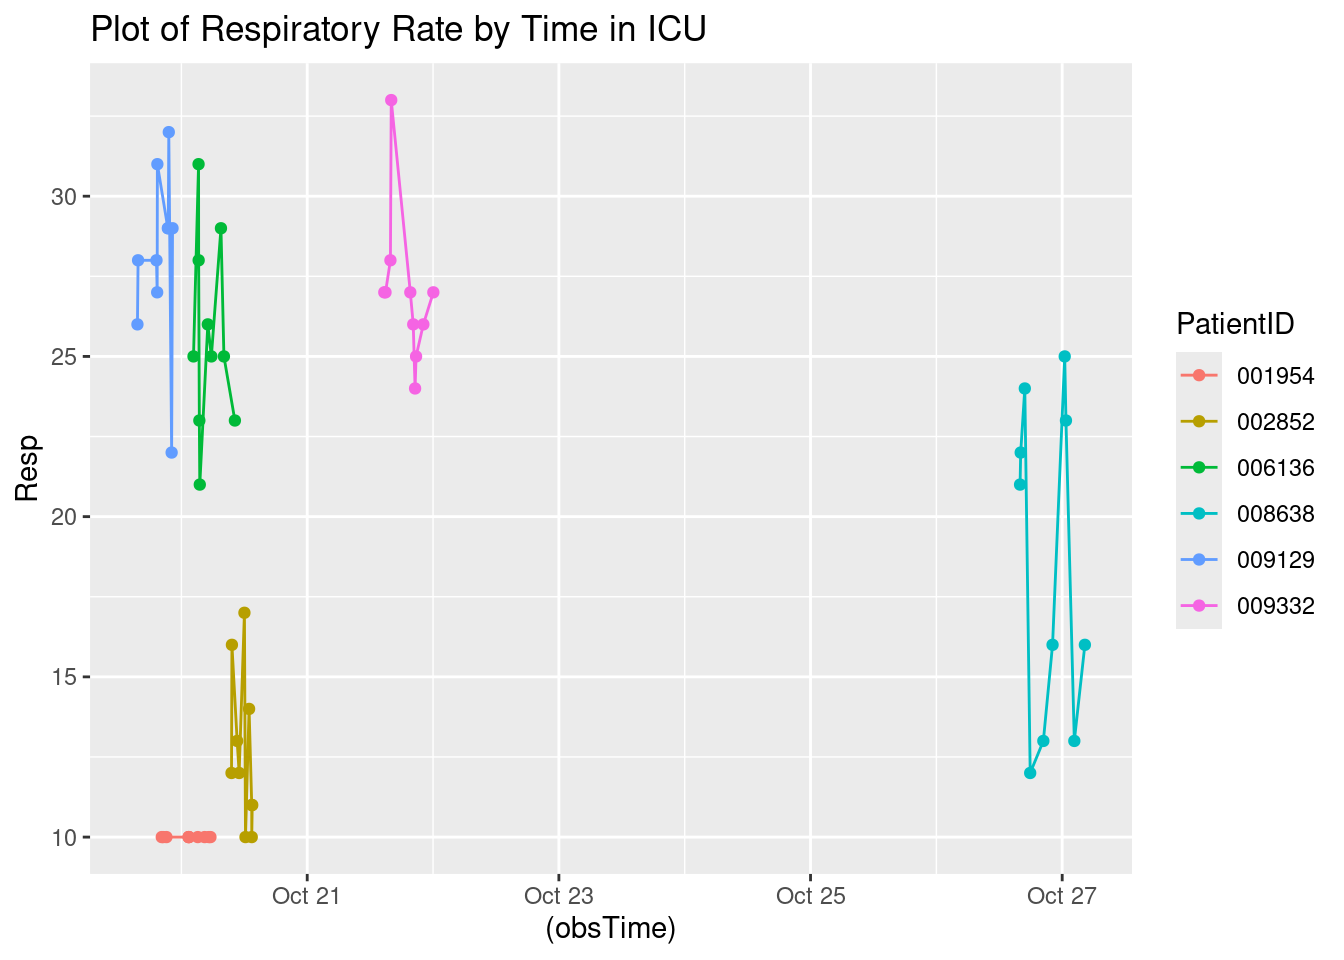 Plot of Respiratory Rate by Time in ICU
Resp
30
25
20
15
10
Oct 21
Oct 23
Oct 25
Oct 27
(obsTime)
PatientID
001954
002852
006136
008638
009129
009332